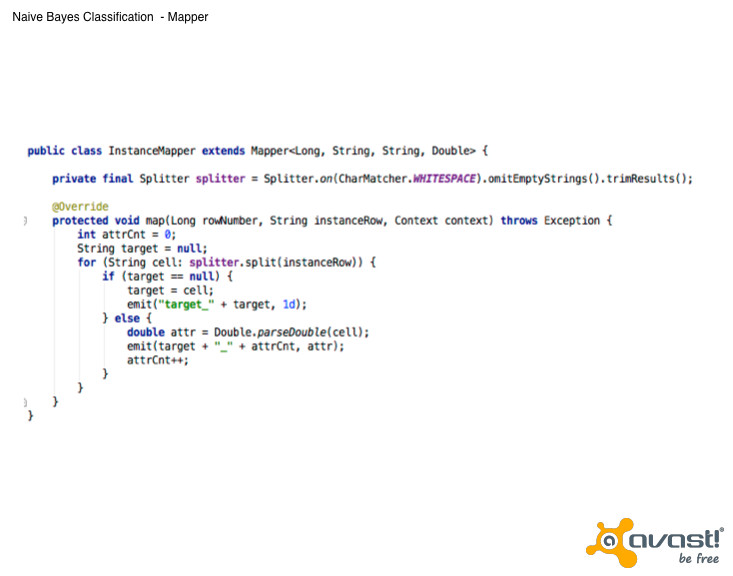 Naive Bayes Classification - Mapper
public class InstanceMapper extends Mapper<Long, String, String, Double> {
private final Splitter splitter = Splitter.on(CharMatcher.WHITESPACE).omitEmptyStrings().trimResults();
@Override
protected void map(Long rowNumber, String instanceRow, Context context) throws Exception {
int attrCnt = 0;
String target = null;
for (String cell: splitter.split(instanceRow)) {
if (target == null) {
target = cell;
emit("target_" + target, 1d);
} else {
double attr = Double.parseDouble(cell);
emit(target + "_" + attrCnt, attr);
attrCnt++;
}
}
}
}
@avast!®
be free